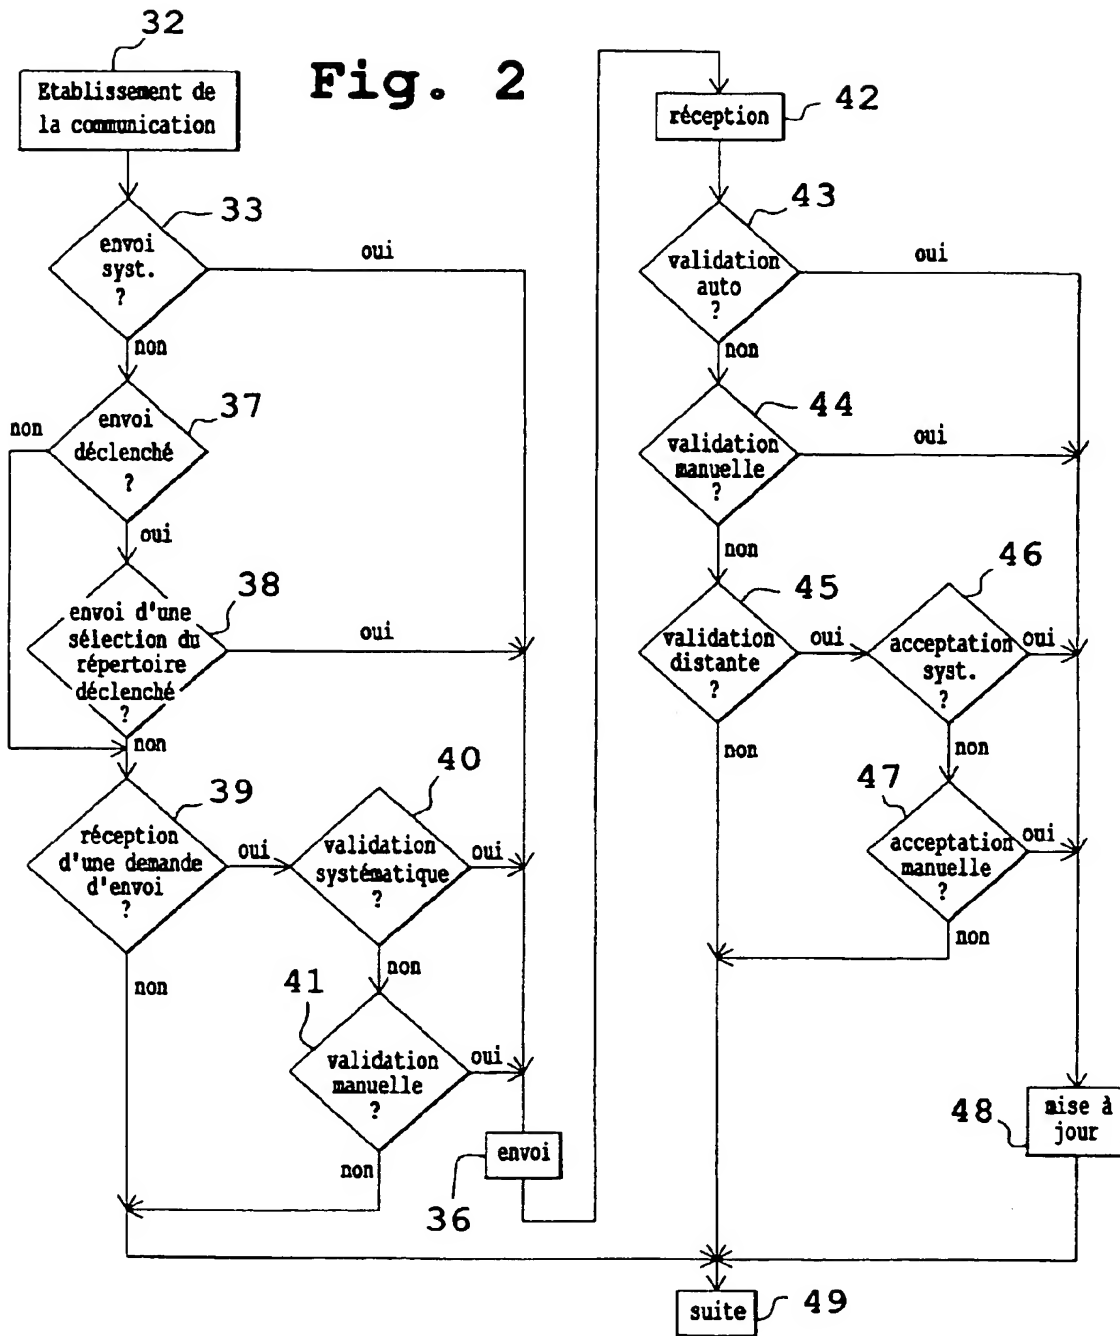 Fig. 2
32
Etablissement de
la communication
33
envoi
syst.
?
oui
non
37
envoi
déclenché
?
non
oui
38
envoi d'une
sélection du
répertoire
déclenché
?
oui
non
39
réception
d'une demande
d'envoi
?
oui
non
40
validation
systématique
?
oui
non
41
validation
manuelle
?
oui
non
envoi
36
réception
42
43
validation
auto
?
oui
non
44
validation
manuelle
?
oui
non
45
validation
distante
?
oui
non
46
acceptation
syst.
?
oui
non
47
acceptation
manuelle
?
oui
non
48
mise à
jour
suite
49